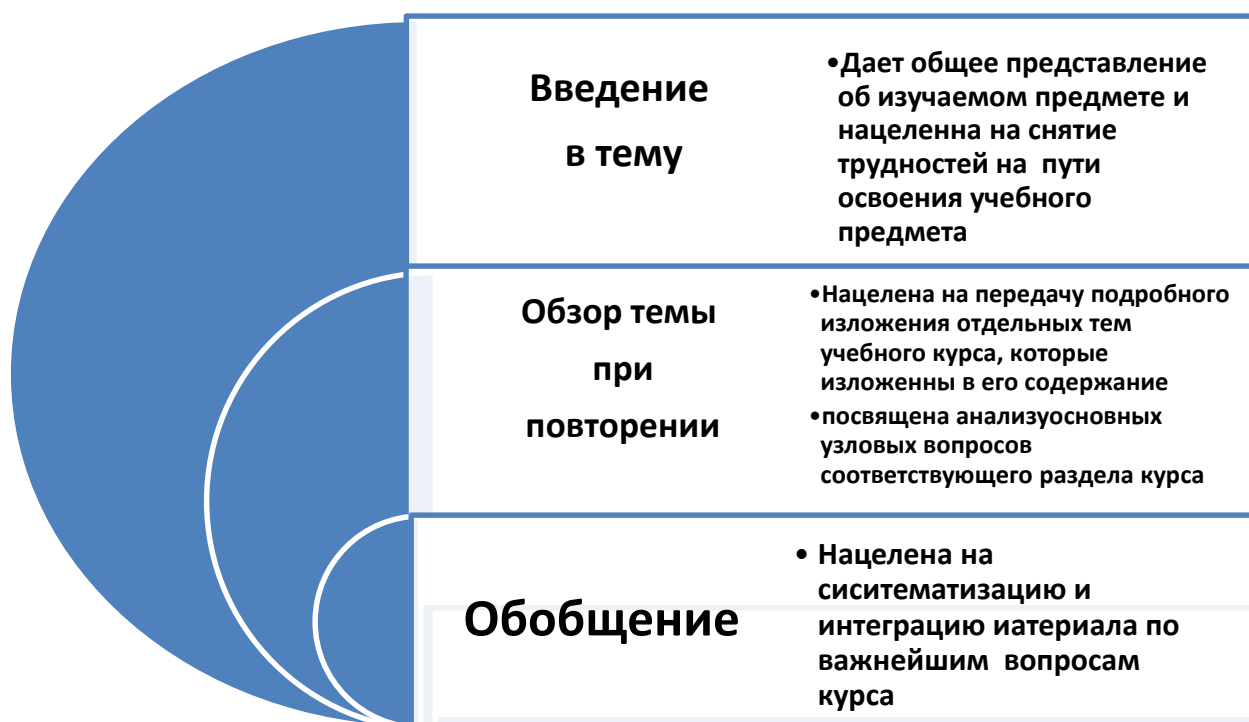 Введение
в тему
•Дает общее представление
об изучаемом предмете и
нацеленна на снятие
трудностей на пути
освоения учебного
предмета
Обзор темы
при
повторении
•Нацелена на передачу подробного
изложения отдельных тем
учебного курса, которые
изложенны в его содержание
•посвящена анализуосновных
узловых вопросов
соответствующего раздела курса
Обобщение
• Нацелена на
сиситематизацию и
интеграцию иатериала по
важнейшим вопросам
курса